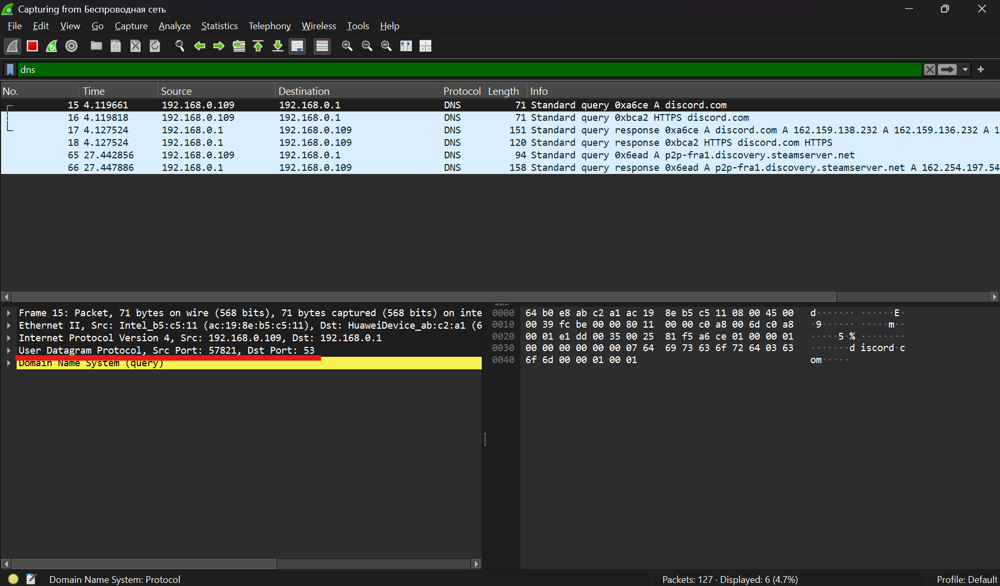 Capturing from Беспроводная сеть
File Edit View Go Capture Analyze Statistics Telephony Wireless Tools Help
dns
No. Time Source Destination Protocol Length Info
15 4.119661 192.168.0.109 192.168.0.1 DNS 71 Standard query 0xa6ce A discord.com
16 4.119818 192.168.0.109 192.168.0.1 DNS 71 Standard query 0xbca2 HTTPS discord.com
17 4.127524 192.168.0.1 192.168.0.109 DNS 151 Standard query response 0xa6ce A discord.com A 162.159.138.232 A 162.159.136.232 A 1
18 4.127524 192.168.0.1 192.168.0.109 DNS 120 Standard query response 0xbca2 HTTPS discord.com HTTPS
65 27.442856 192.168.0.109 192.168.0.1 DNS 94 Standard query 0x6ead A p2p-fra1.discovery.steamserver.net
66 27.447886 192.168.0.1 192.168.0.109 DNS 158 Standard query response 0x6ead A p2p-fra1.discovery.steamserver.net A 162.254.197.54
Frame 15: Packet, 71 bytes on wire (568 bits), 71 bytes captured (568 bits) on inte
Ethernet II, Src: Intel_b5:c5:11 (ac:19:8e:b5:c5:11), Dst: HuaweiDevice_ab:c2:a1 (6
Internet Protocol Version 4, Src: 192.168.0.109, Dst: 192.168.0.1
User Datagram Protocol, Src Port: 57821, Dst Port: 53
Domain Name System (query)
0000 64 b0 e8 ab c2 a1 ac 19 8e b5 c5 11 08 00 45 00 d······· ······E·
0010 00 39 fc be 00 00 80 11 00 00 c0 a8 00 6d c0 a8 ·9······ ·····m··
0020 00 01 e1 dd 00 35 00 25 81 f5 a6 ce 01 00 00 01 ·····5·% ········
0030 00 00 00 00 00 00 07 64 69 73 63 6f 72 64 03 63 ·······d iscord·c
0040 6f 6d 00 00 01 00 01 om·····
Domain Name System: Protocol
Packets: 127 · Displayed: 6 (4.7%)
Profile: Default